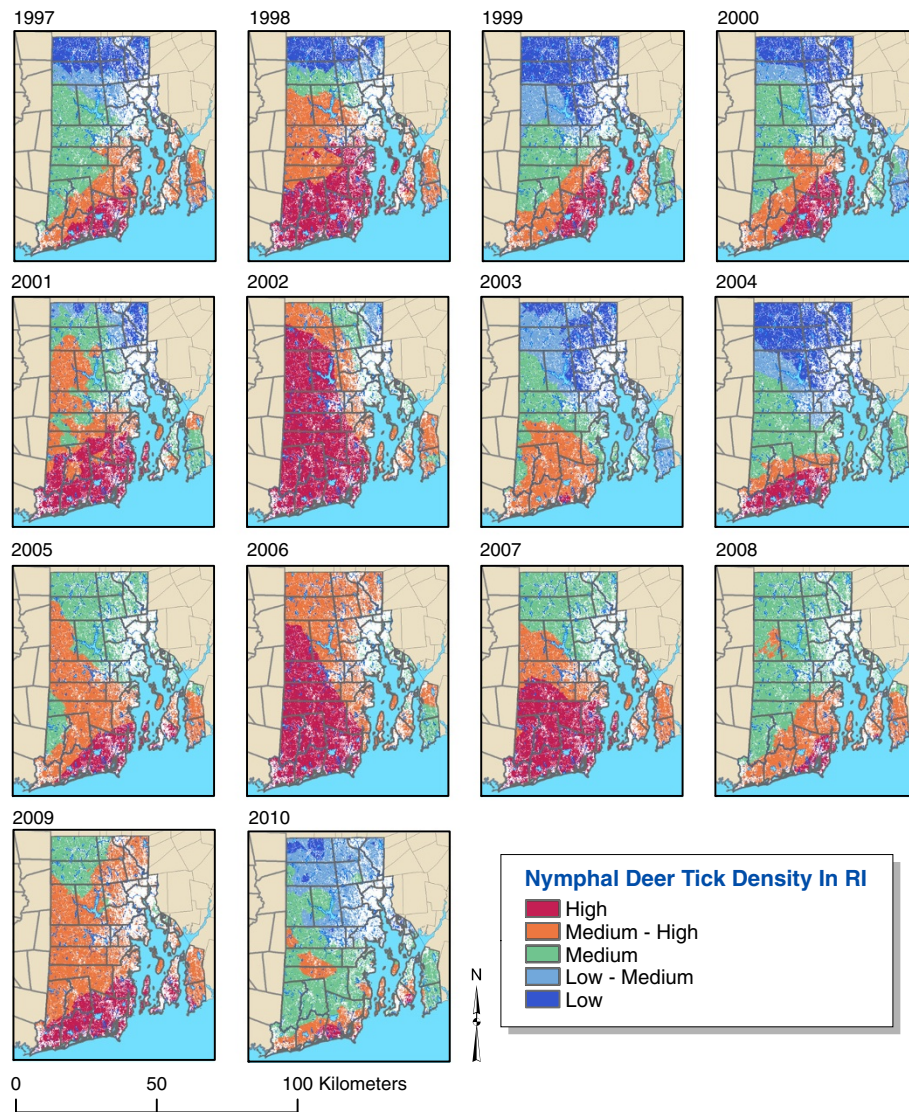 1997
1998
1999
2000
2001
2002
2003
2004
2005
2006
2007
2008
2009
2010
Nymphal Deer Tick Density In RI
High
Medium - High
Medium
Low - Medium
Low
N
0
50
100 Kilometers